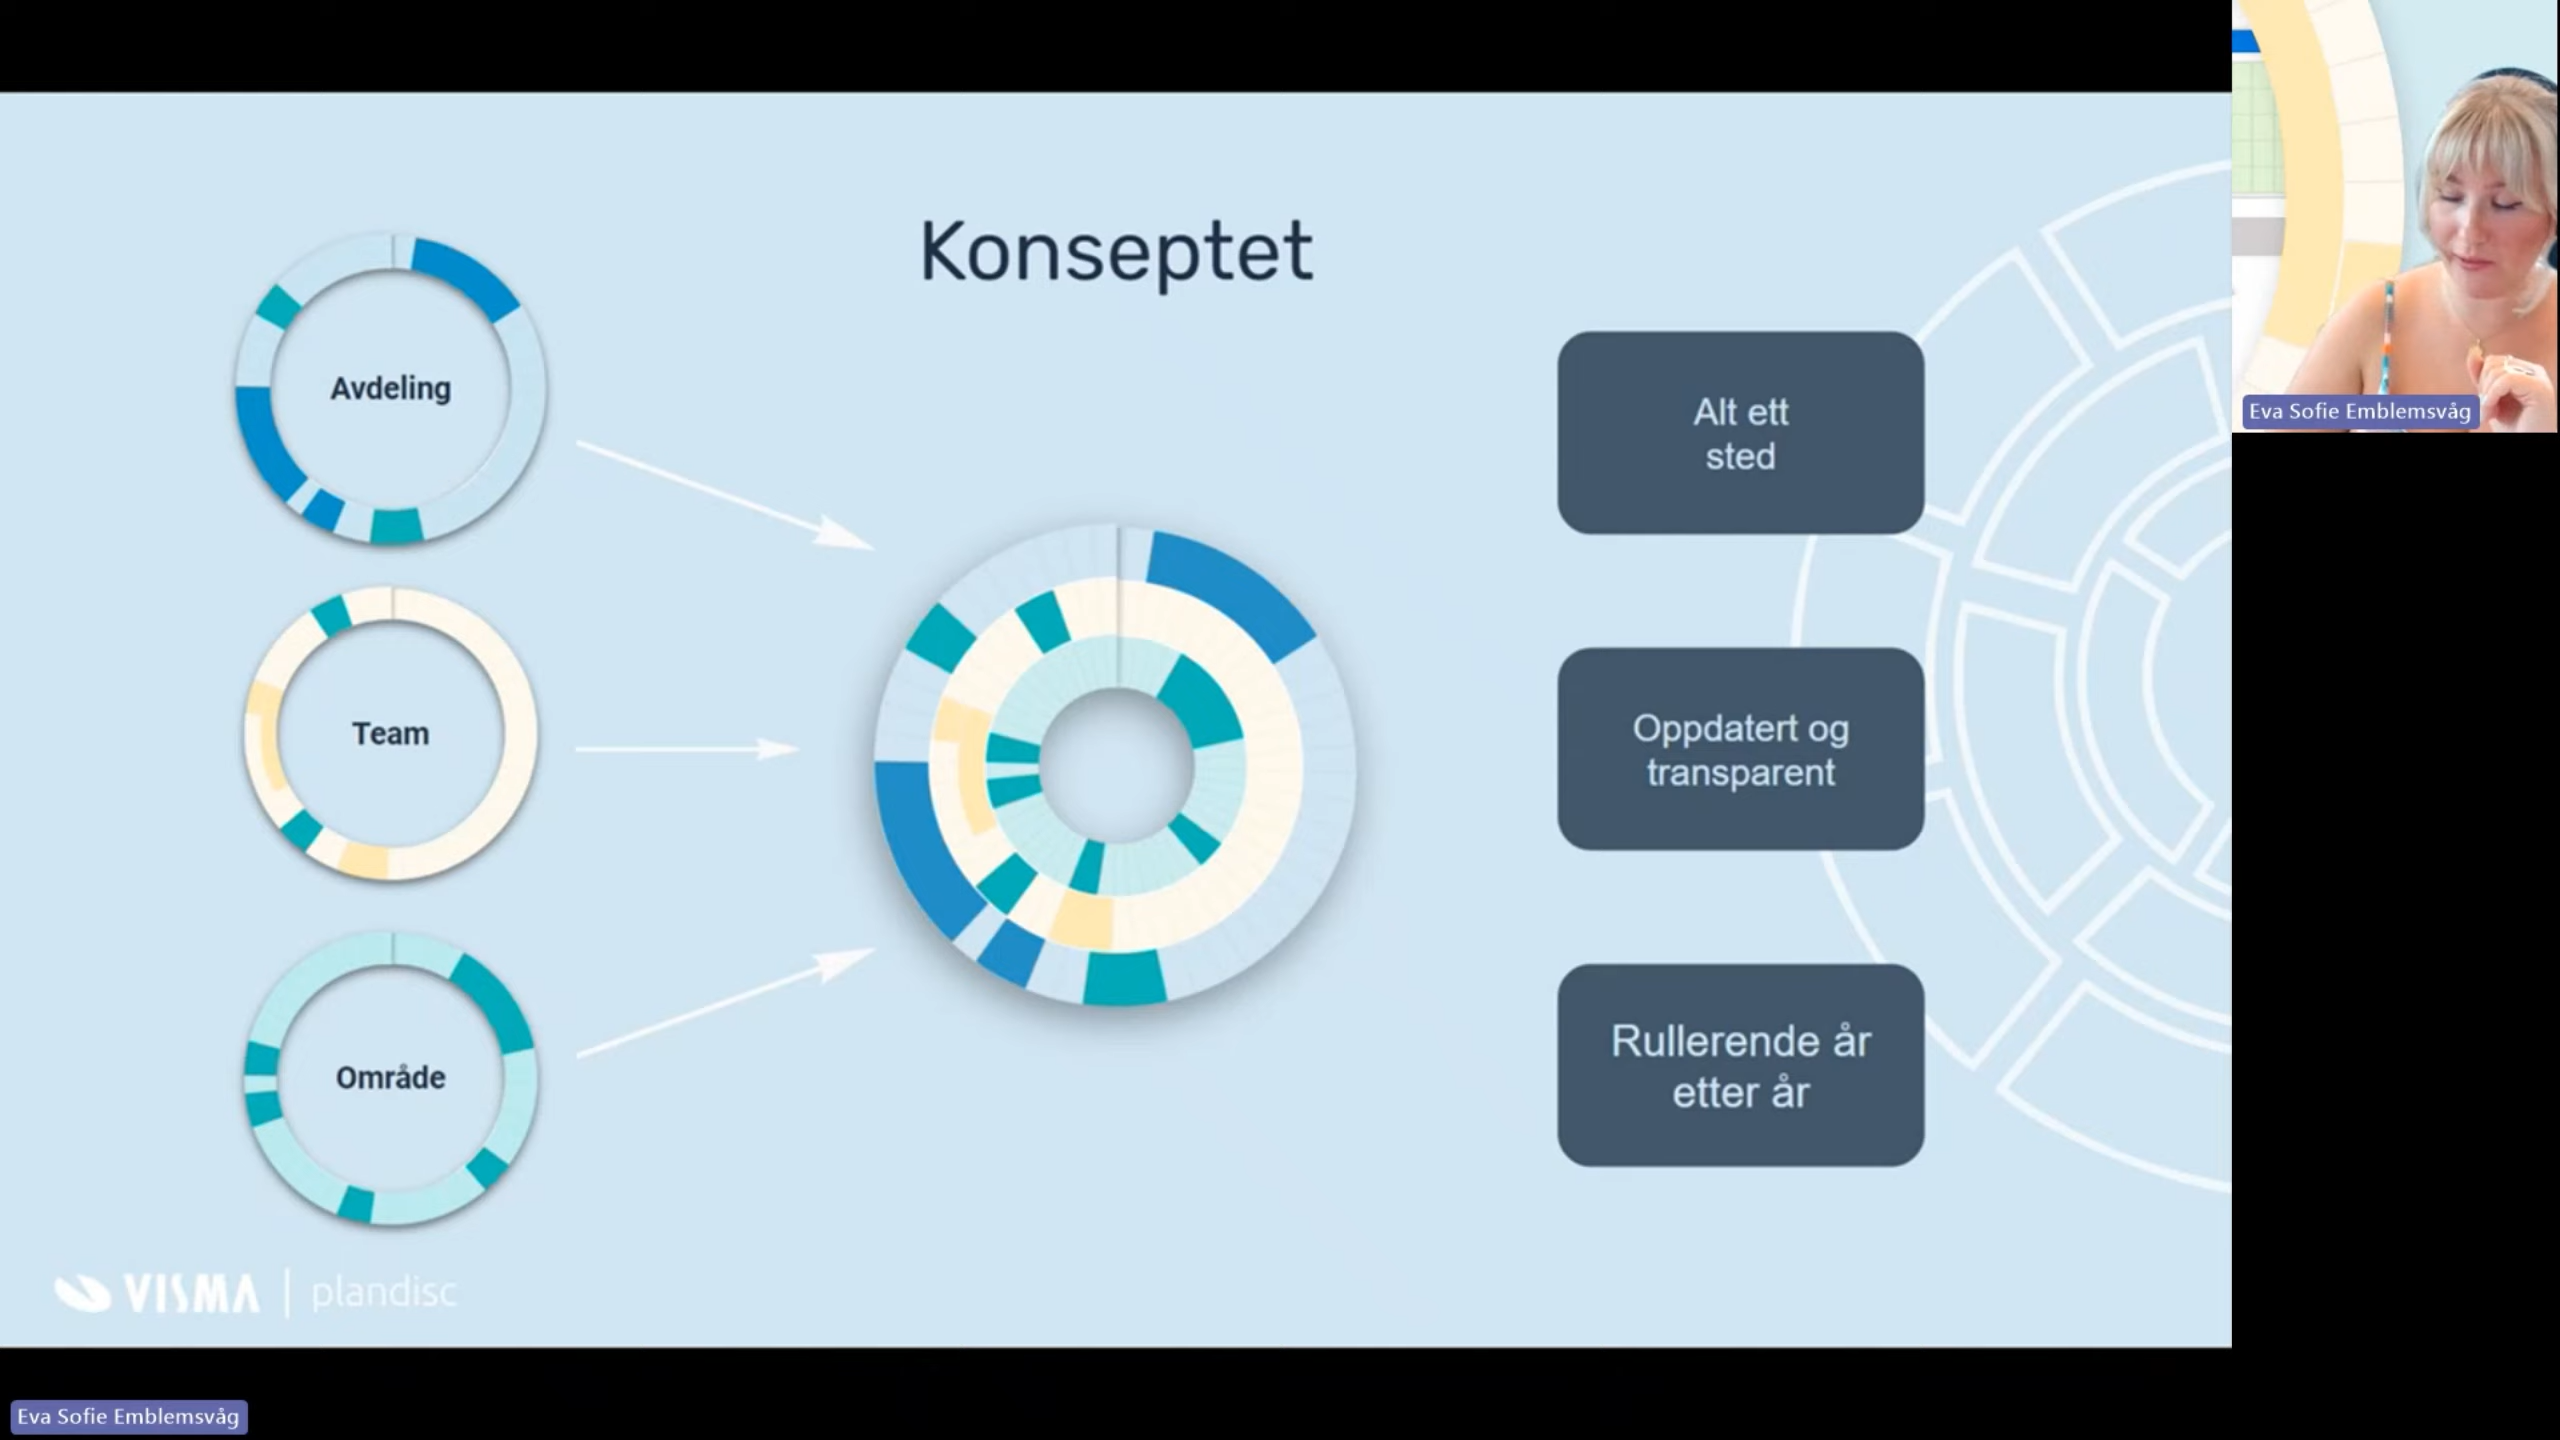 Konseptet
Avdeling
Team
Område
Alt ett
sted
Oppdatert og
transparent
Rullerende år
etter år
VISMA | plandisc
Eva Sofie Emblemsvåg
Eva Sofie Emblemsvåg